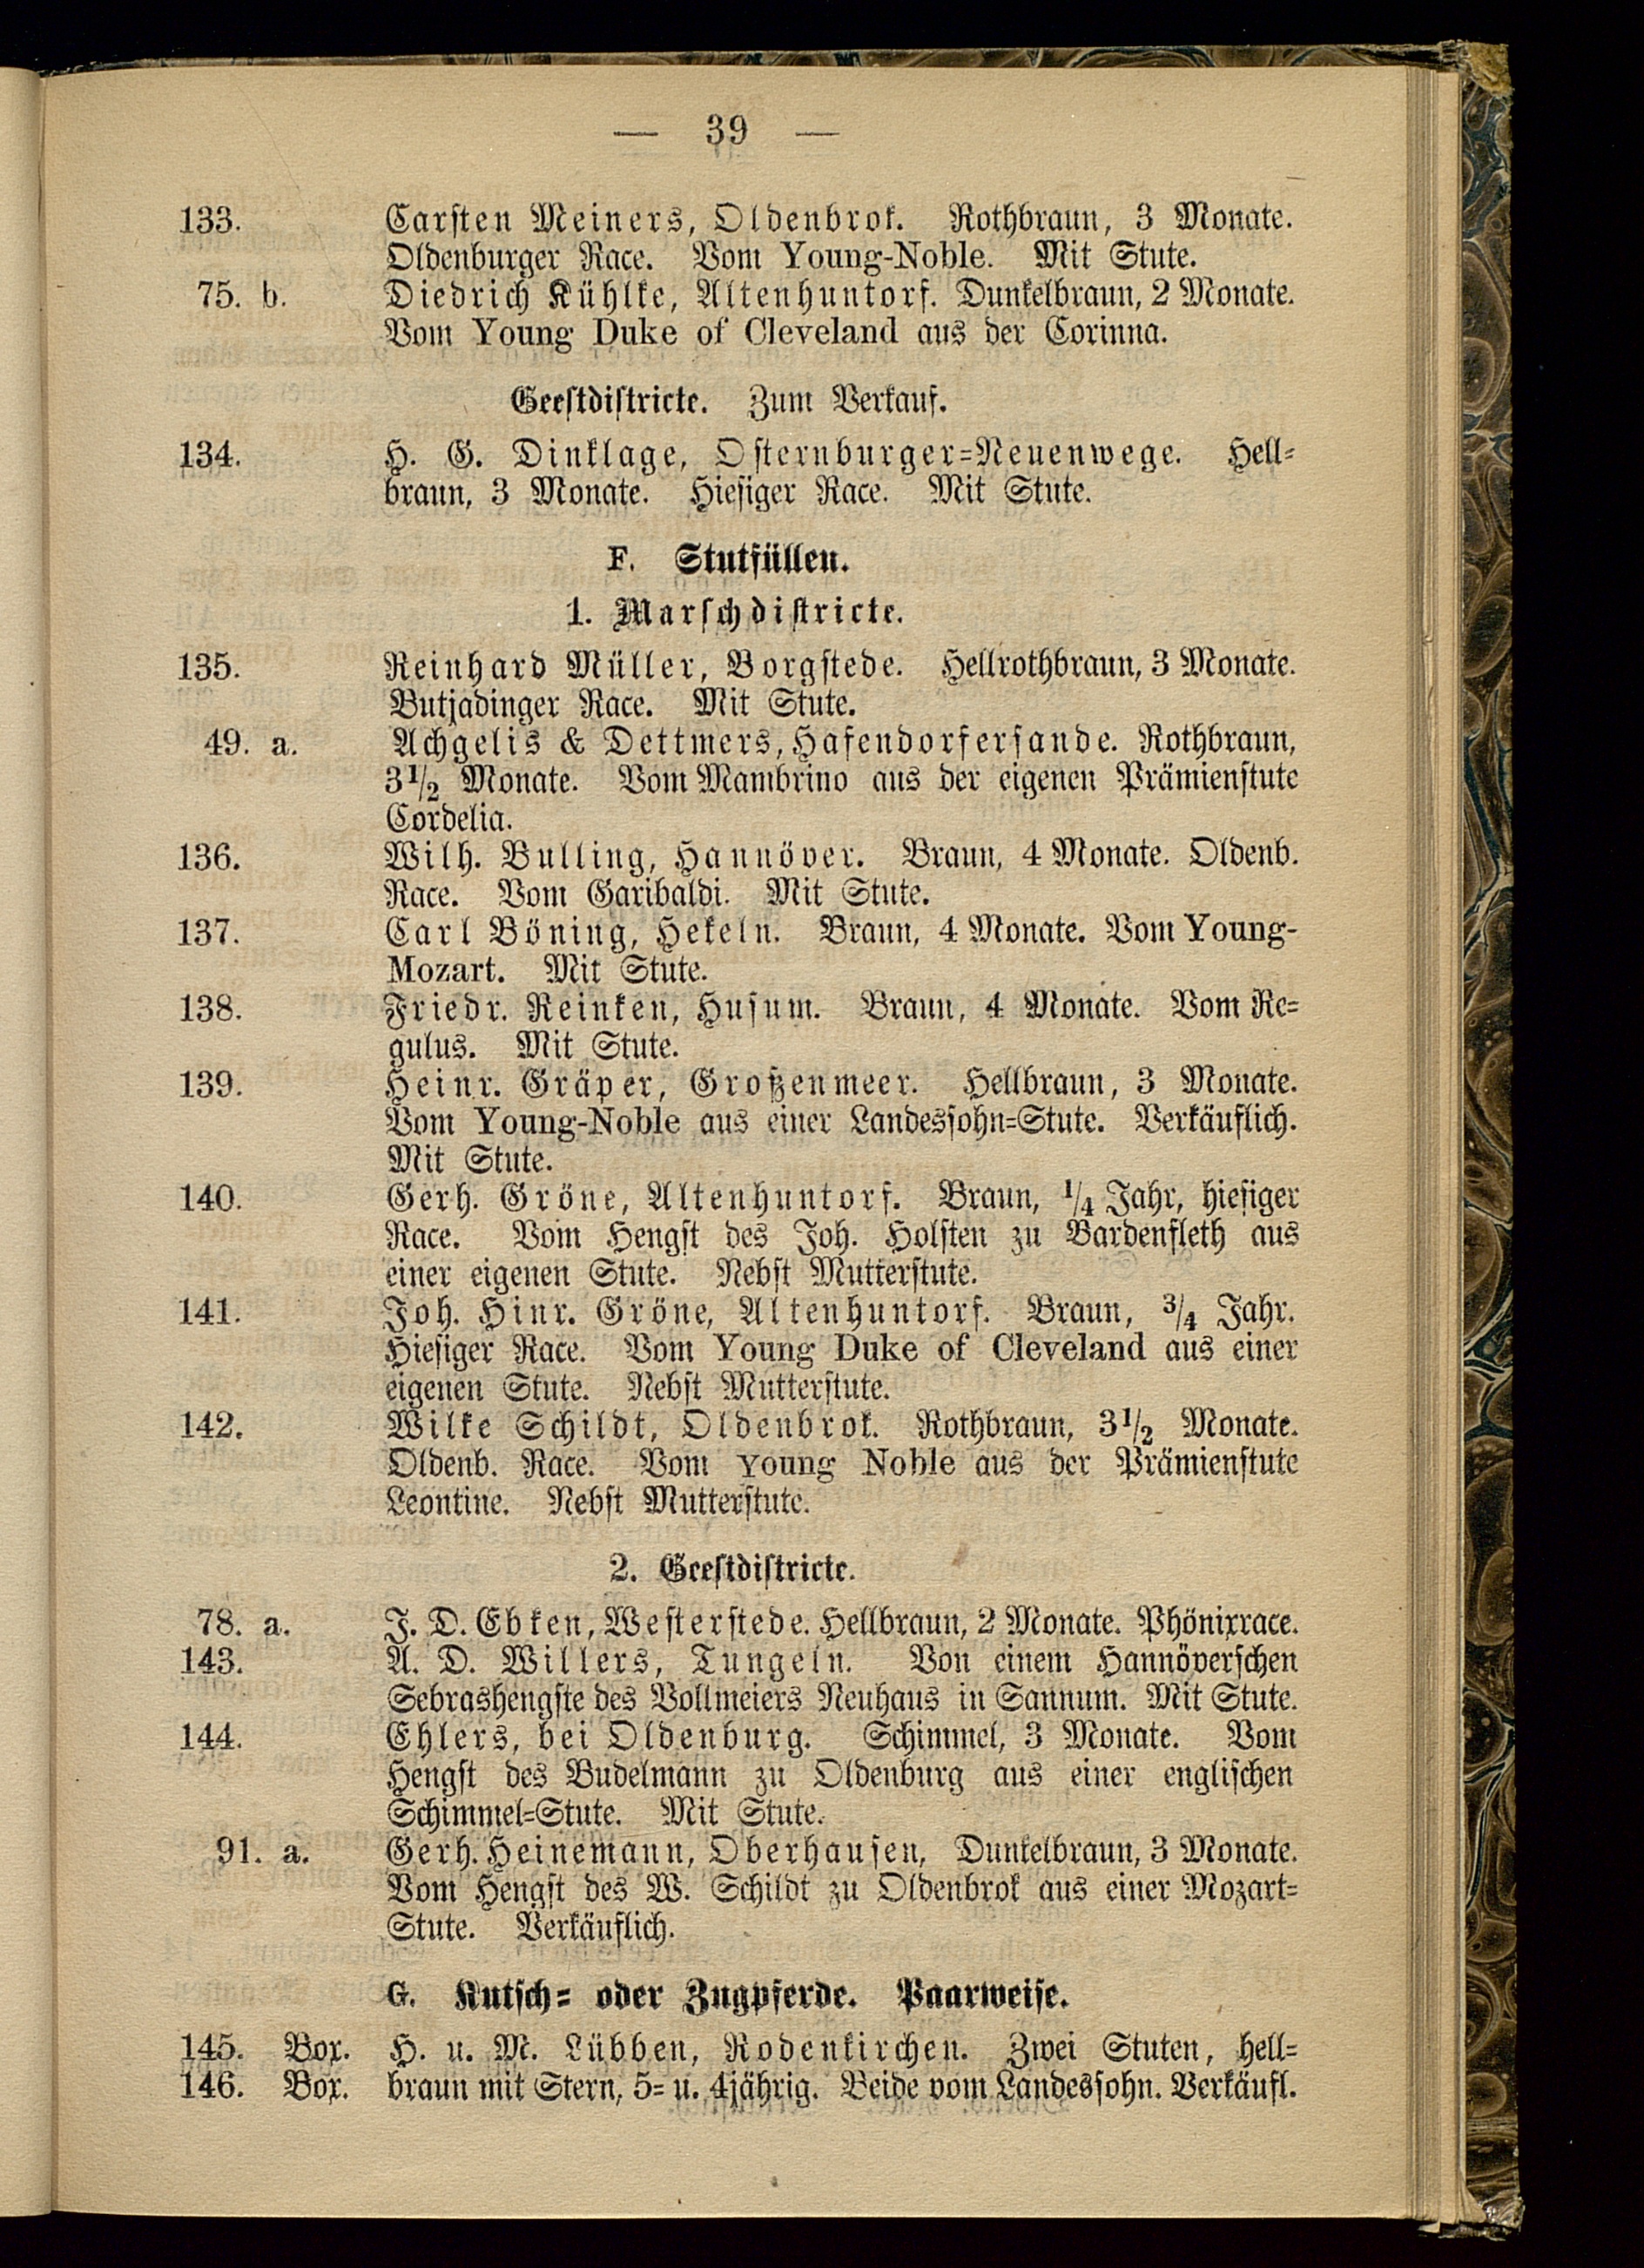 — 39 —
133. Carsten Meiners, Oldenbrok. Rothbraun, 3 Monate.
Oldenburger Race. Vom Young-Noble. Mit Stute.
75. b. Diedrich Kühlke, Altenhuntorf. Dunkelbraun, 2 Monate.
Vom Young Duke of Cleveland aus der Corinna.
Geestdistricte. Zum Verkauf.
134. H. G. Dinklage, Osternburger-Neuenwege. Hell-
braun, 3 Monate. Hiesiger Race. Mit Stute.
F. Stutfüllen.
1. Marschdistricte.
135. Reinhard Müller, Borgstede. Hellrothbraun, 3 Monate.
Butjadinger Race. Mit Stute.
49. a. Achgelis & Dettmers, Hafendorfersande. Rothbraun,
3½ Monate. Vom Mambrino aus der eigenen Prämienstute
Cordelia.
136. Wilh. Bulling, Hannöver. Braun, 4 Monate. Oldenb.
Race. Vom Garibaldi. Mit Stute.
137. Carl Böning, Hekeln. Braun, 4 Monate. Vom Young-
Mozart. Mit Stute.
138. Friedr. Reinken, Husum. Braun, 4 Monate. Vom Re-
gulus. Mit Stute.
139. Heinr. Gräper, Großenmeer. Hellbraun, 3 Monate.
Vom Young-Noble aus einer Landessohn-Stute. Verkäuflich.
Mit Stute.
140. Gerh. Gröne, Altenhuntorf. Braun, ¼ Jahr, hiesiger
Race. Vom Hengst des Joh. Holsten zu Bardenfleth aus
einer eigenen Stute. Nebst Mutterstute.
141. Joh. Hinr. Gröne, Altenhuntorf. Braun, ¾ Jahr.
Hiesiger Race. Vom Young Duke of Cleveland aus einer
eigenen Stute. Nebst Mutterstute.
142. Wilke Schildt, Oldenbrok. Rothbraun, 3½ Monate.
Oldenb. Race. Vom Young Noble aus der Prämienstute
Leontine. Nebst Mutterstute.
2. Geestdistricte.
78. a. J. D. Ebken, Westerstede. Hellbraun, 2 Monate. Phönixrace.
143. A. D. Willers, Tungeln. Von einem Hannöverschen
Sebrashengste des Vollmeiers Neuhaus in Sannum. Mit Stute.
144. Ehlers, bei Oldenburg. Schimmel, 3 Monate. Vom
Hengst des Budelmann zu Oldenburg aus einer englischen
Schimmel-Stute. Mit Stute.
91. a. Gerh. Heinemann, Oberhausen, Dunkelbraun, 3 Monate.
Vom Hengst des W. Schildt zu Oldenbrok aus einer Mozart-
Stute. Verkäuflich.
G. Kutsch- oder Zugpferde. Paarweise.
145. Box. H. u. M. Lübben, Rodenkirchen. Zwei Stuten, hell-
146. Box. braun mit Stern, 5- u. 4jährig. Beide vom Landessohn. Verkäufl.